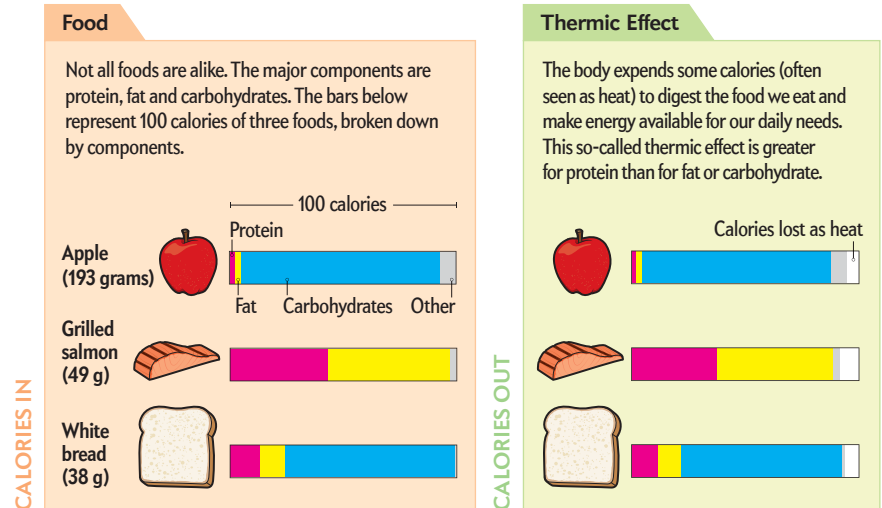 Food
Not all foods are alike. The major components are
protein, fat and carbohydrates. The bars below
represent 100 calories of three foods, broken down
by components.
100 calories
Protein
Apple
(193 grams)
Fat
Carbohydrates
Other
Grilled
salmon
(49 g)
White
bread
(38 g)
CALORIES IN
Thermic Effect
The body expends some calories (often
seen as heat) to digest the food we eat and
make energy available for our daily needs.
This so-called thermic effect is greater
for protein than for fat or carbohydrate.
Calories lost as heat
CALORIES OUT